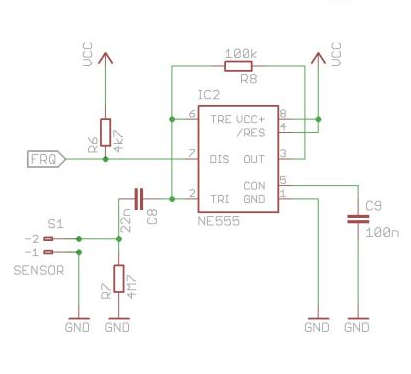 VCC
100k
R8
VCC
IC2
R6
4k7
6
TRE VCC+
8
/RES
4
FRQ
7
DIS OUT
3
CON
5
2
TRI GND
1
22n
C8
NE555
C9
100n
S1
-2
-1
SENSOR
R7
4M7
GND
GND
GND
GND